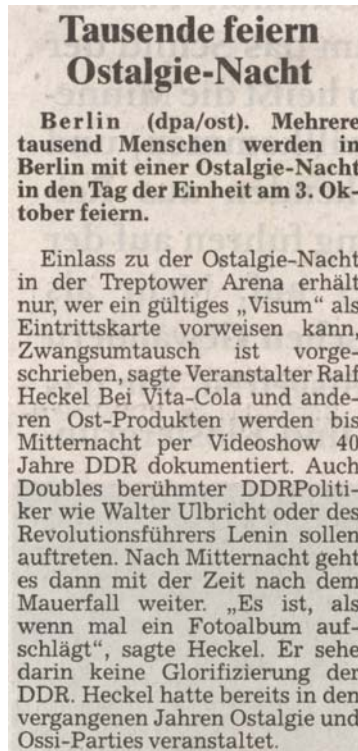 Tausende feiern
Ostalgie-Nacht
Berlin (dpa/ost). Mehrere
tausend Menschen werden in
Berlin mit einer Ostalgie-Nacht
in den Tag der Einheit am 3. Ok-
tober feiern.
Einlass zu der Ostalgie-Nacht
in der Treptower Arena erhält
nur, wer ein gültiges „Visum“ als
Eintrittskarte vorweisen kann,
Zwangsumtausch ist vorge-
schrieben, sagte Veranstalter Ralf
Heckel Bei Vita-Cola und ande-
ren Ost-Produkten werden bis
Mitternacht per Videoshow 40
Jahre DDR dokumentiert. Auch
Doubles berühmter DDRPoliti-
ker wie Walter Ulbricht oder des
Revolutionsführers Lenin sollen
auftreten. Nach Mitternacht geht
es dann mit der Zeit nach dem
Mauerfall weiter. „Es ist, als
wenn mal ein Fotoalbum auf-
schlägt“, sagte Heckel. Er sehe
darin keine Glorifizierung der
DDR. Heckel hatte bereits in den
vergangenen Jahren Ostalgie und
Ossi-Parties veranstaltet.